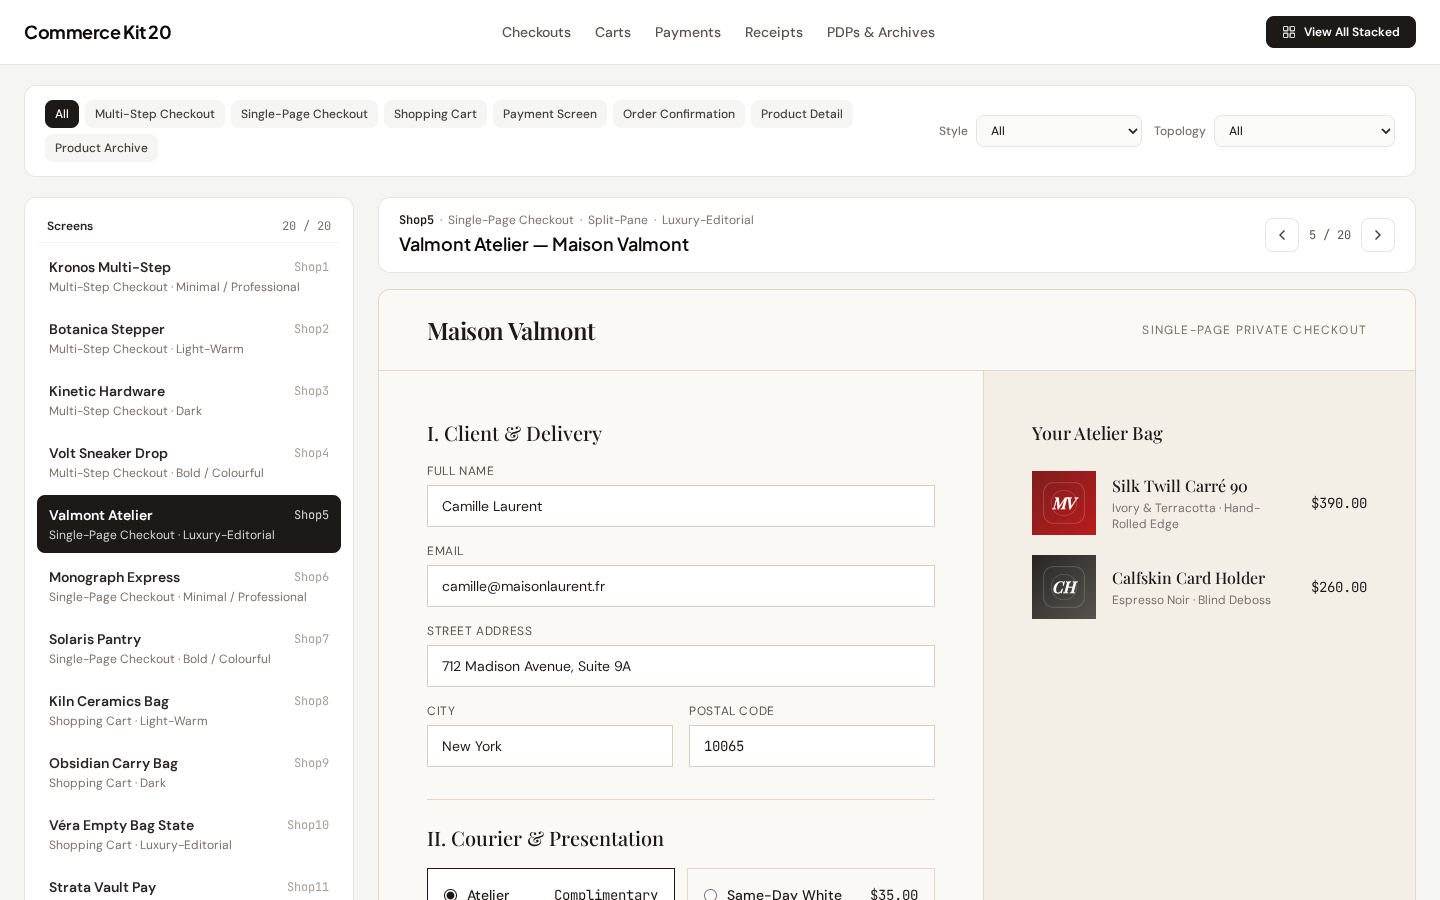 Commerce Kit 20
Checkouts
Carts
Payments
Receipts
PDPs & Archives
View All Stacked
All
Multi-Step Checkout
Single-Page Checkout
Shopping Cart
Payment Screen
Order Confirmation
Product Detail
Product Archive
Style
All
Topology
All
Screens
20 / 20
Kronos Multi-Step
Shop1
Multi-Step Checkout · Minimal / Professional
Botanica Stepper
Shop2
Multi-Step Checkout · Light-Warm
Kinetic Hardware
Shop3
Multi-Step Checkout · Dark
Volt Sneaker Drop
Shop4
Multi-Step Checkout · Bold / Colourful
Valmont Atelier
Shop5
Single-Page Checkout · Luxury-Editorial
Monograph Express
Shop6
Single-Page Checkout · Minimal / Professional
Solaris Pantry
Shop7
Single-Page Checkout · Bold / Colourful
Kiln Ceramics Bag
Shop8
Shopping Cart · Light-Warm
Obsidian Carry Bag
Shop9
Shopping Cart · Dark
Véra Empty Bag State
Shop10
Shopping Cart · Luxury-Editorial
Strata Vault Pay
Shop11
Shop5 · Single-Page Checkout · Split-Pane · Luxury-Editorial
Valmont Atelier — Maison Valmont
5 / 20
Maison Valmont
SINGLE-PAGE PRIVATE CHECKOUT
I. Client & Delivery
FULL NAME
Camille Laurent
EMAIL
camille@maisonlaurent.fr
STREET ADDRESS
712 Madison Avenue, Suite 9A
CITY
New York
POSTAL CODE
10065
II. Courier & Presentation
Atelier
Complimentary
Same-Day White
$35.00
Your Atelier Bag
MV
Silk Twill Carré 90
Ivory & Terracotta · Hand-
Rolled Edge
$390.00
CH
Calfskin Card Holder
Espresso Noir · Blind Deboss
$260.00